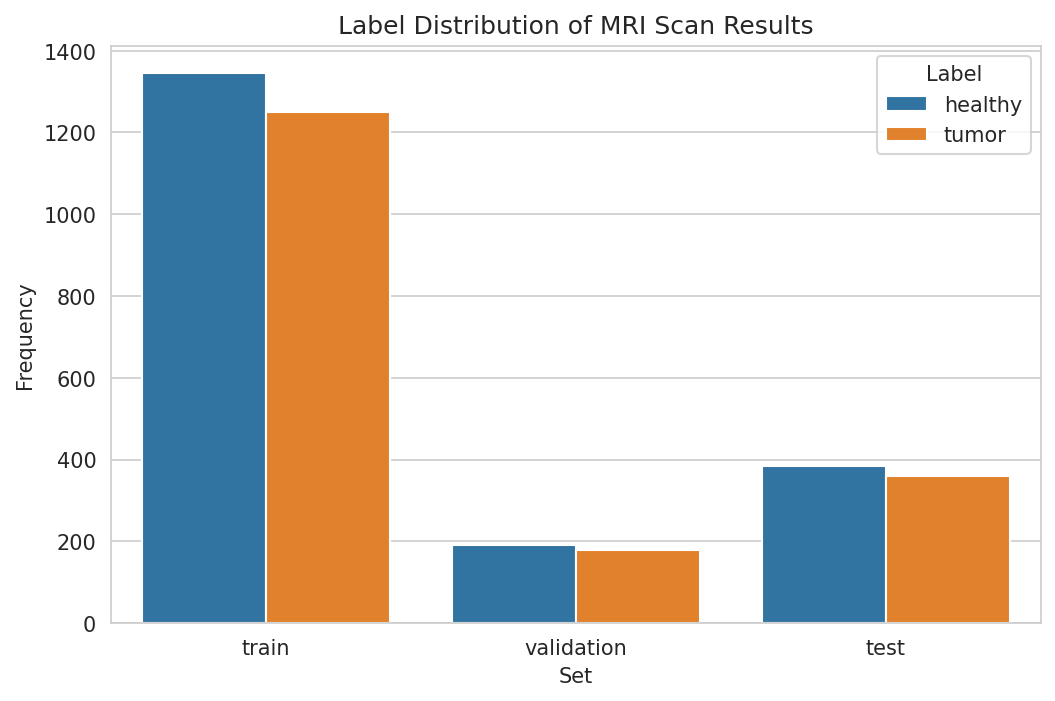 Label Distribution of MRI Scan Results
Label
healthy
tumor
Frequency
1400
1200
1000
800
600
400
200
0
train validation test
Set